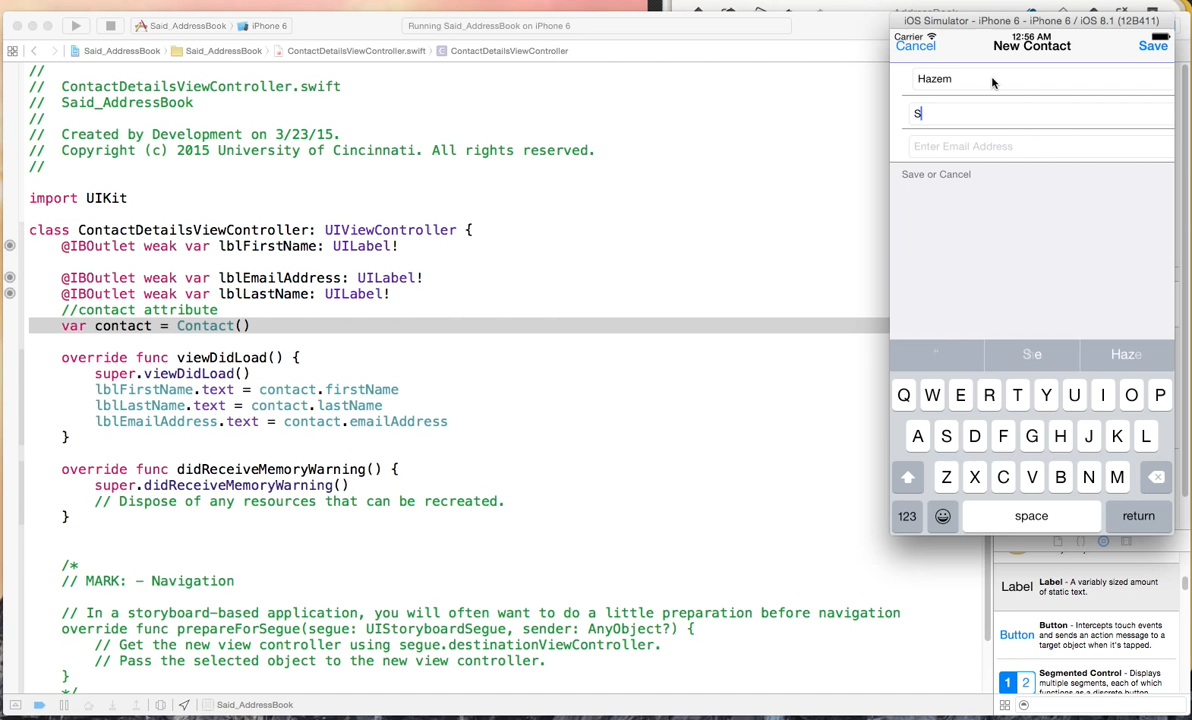 Said_AddressBook
iPhone 6
Running Said_AddressBook on iPhone 6
iOS Simulator - iPhone 6 - iPhone 6 / iOS 8.1 (12B411)
Said_AddressBook
Said_AddressBook
ContactDetailsViewController.swift
ContactDetailsViewController
//
//  ContactDetailsViewController.swift
//  Said_AddressBook
//
//  Created by Development on 3/23/15.
//  Copyright (c) 2015 University of Cincinnati. All rights reserved.
//
import UIKit
class ContactDetailsViewController: UIViewController {
@IBOutlet weak var lblFirstName: UILabel!
@IBOutlet weak var lblEmailAddress: UILabel!
@IBOutlet weak var lblLastName: UILabel!
//contact attribute
var contact = Contact()
override func viewDidLoad() {
super.viewDidLoad()
lblFirstName.text = contact.firstName
lblLastName.text = contact.lastName
lblEmailAddress.text = contact.emailAddress
}
override func didReceiveMemoryWarning() {
super.didReceiveMemoryWarning()
// Dispose of any resources that can be recreated.
}
/*
// MARK: - Navigation
// In a storyboard-based application, you will often want to do a little preparation before navigation
override func prepareForSegue(segue: UIStoryboardSegue, sender: AnyObject?) {
// Get the new view controller using segue.destinationViewController.
// Pass the selected object to the new view controller.
}
*/
Said_AddressBook
Carrier
12:56 AM
Cancel
New Contact
Save
Hazem
S
Enter Email Address
Save or Cancel
Haze
Q W E R T Y U I O P
A S D F G H J K L
Z X C V B N M
123
space
return
Label
Label - A variably sized amount
of static text.
Button
Button - Intercepts touch events
and sends an action message to a
target object when it's tapped.
1 2
Segmented Control - Displays
multiple segments, each of which
functions as a discrete button